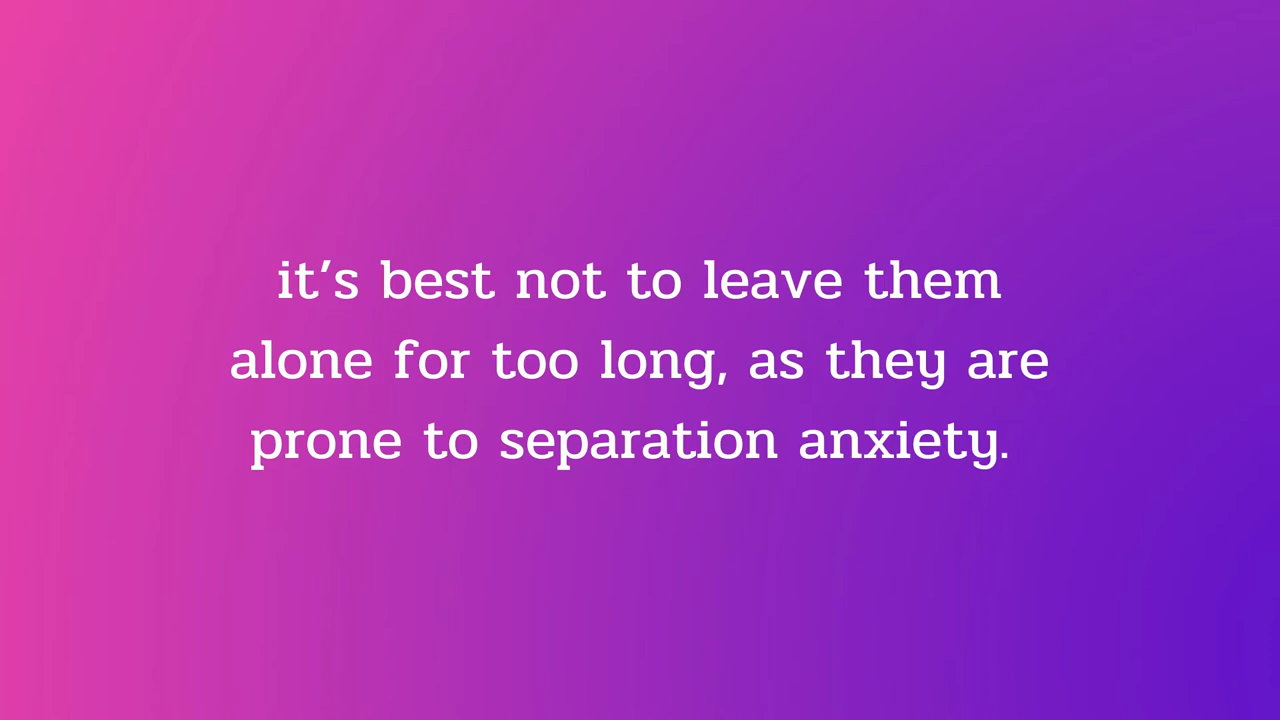 it’s best not to leave them
alone for too long, as they are
prone to separation anxiety.